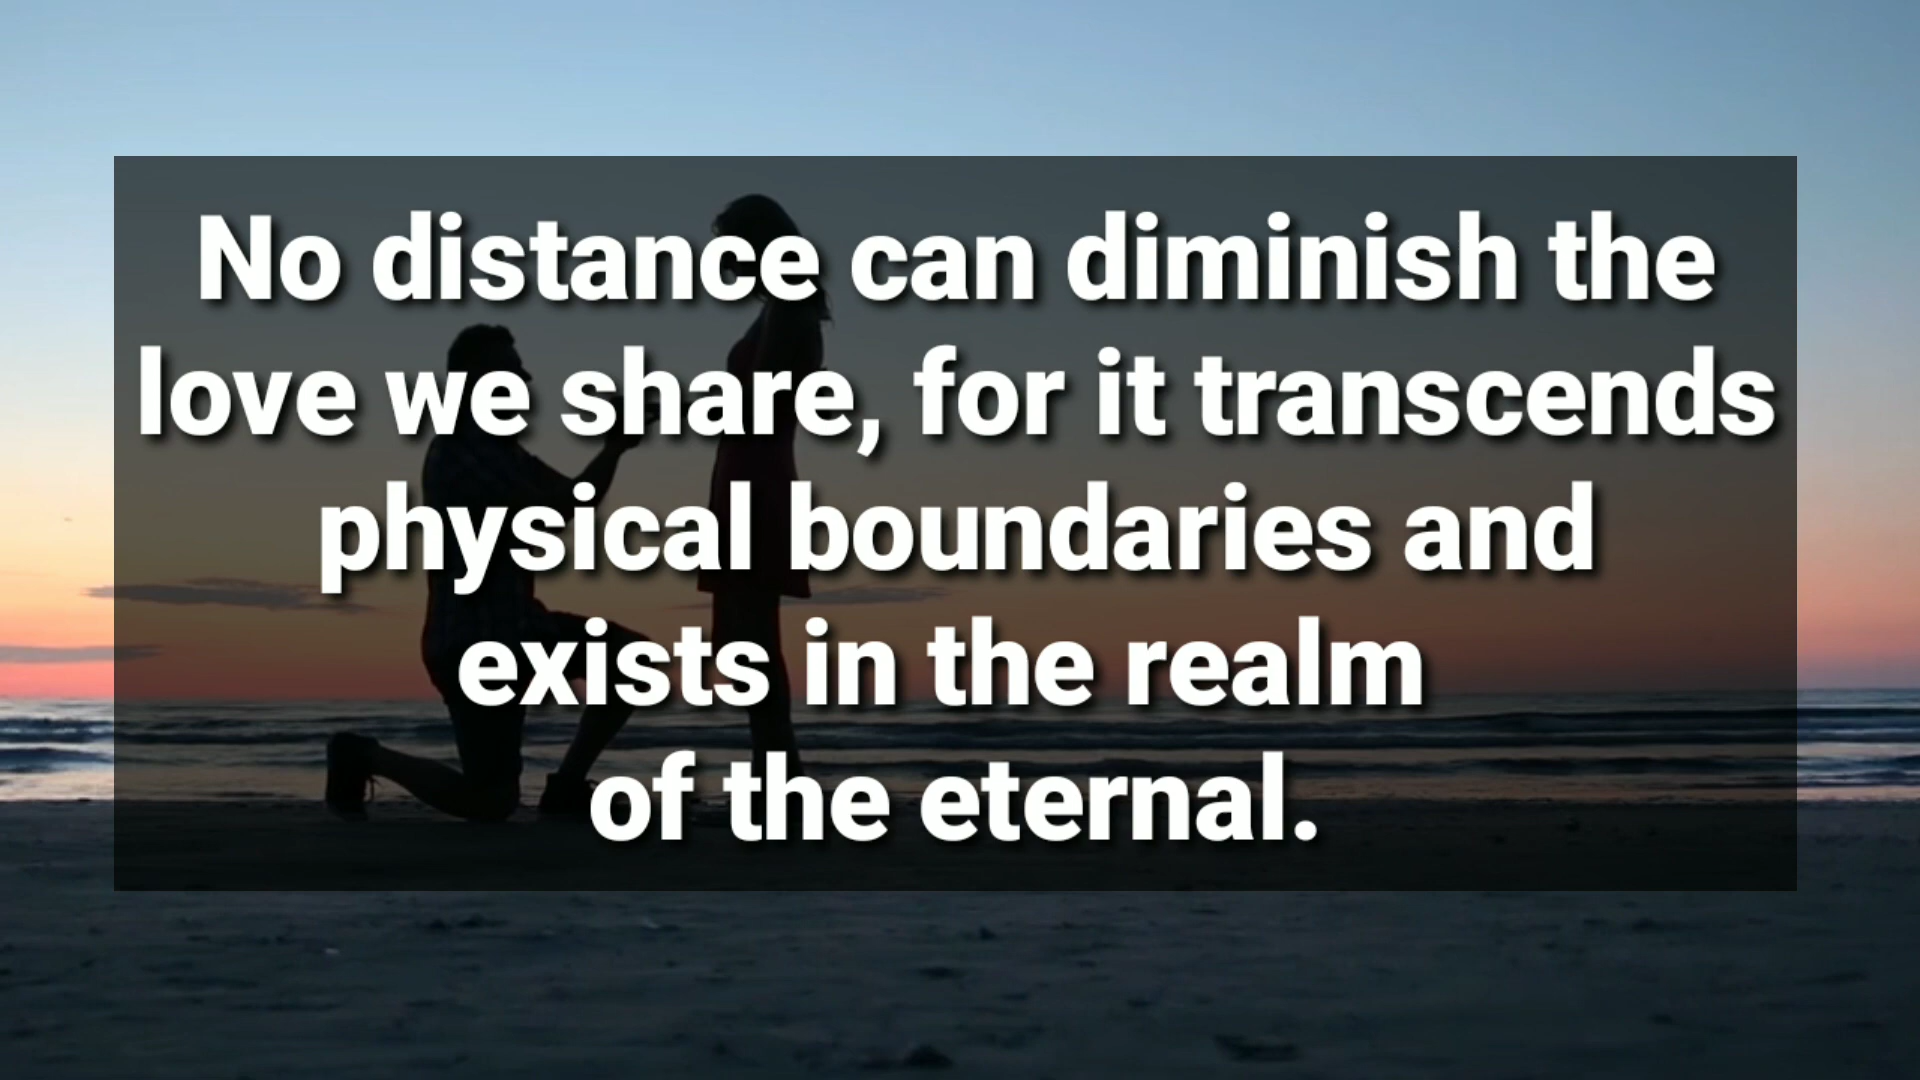 No distance can diminish the
love we share, for it transcends
physical boundaries and
exists in the realm
of the eternal.